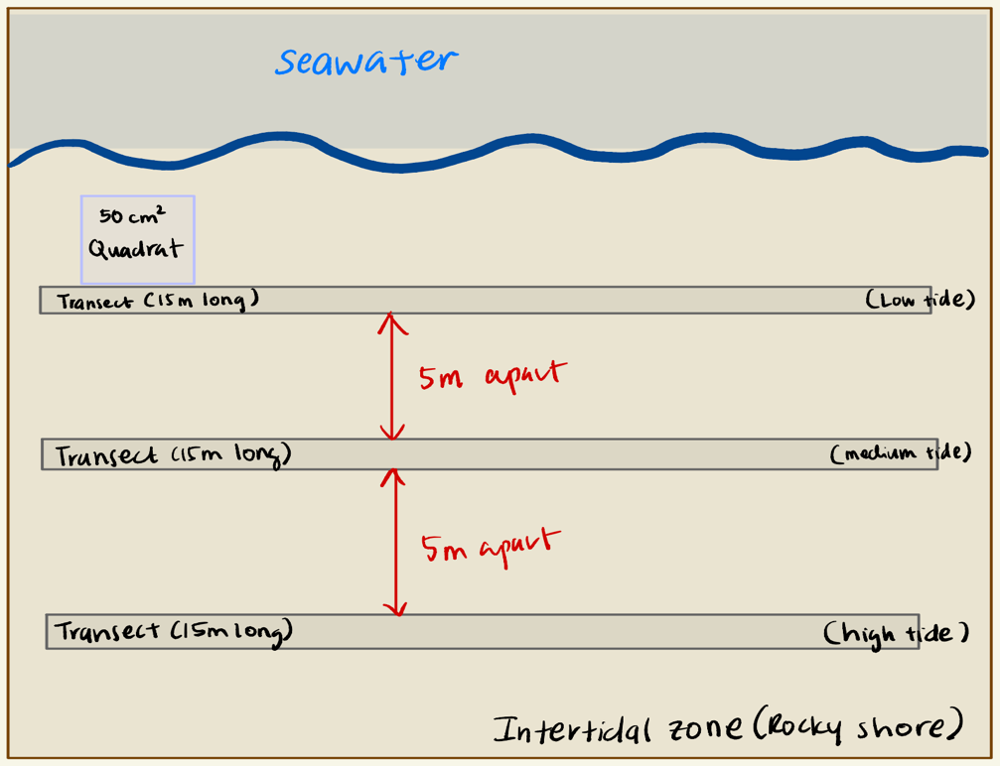 seawater
50 cm²
Quadrat
Transect (15m long) (Low tide)
5m apart
Transect (15m long) (medium tide)
5m apart
Transect (15m long) (high tide)
Intertidal zone (Rocky shore)